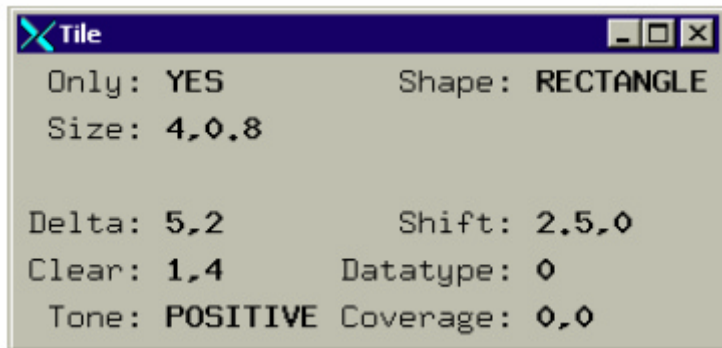 Tile
Only: YES Shape: RECTANGLE
Size: 4,0.8
Delta: 5,2 Shift: 2.5,0
Clear: 1,4 Datatype: 0
Tone: POSITIVE Coverage: 0,0